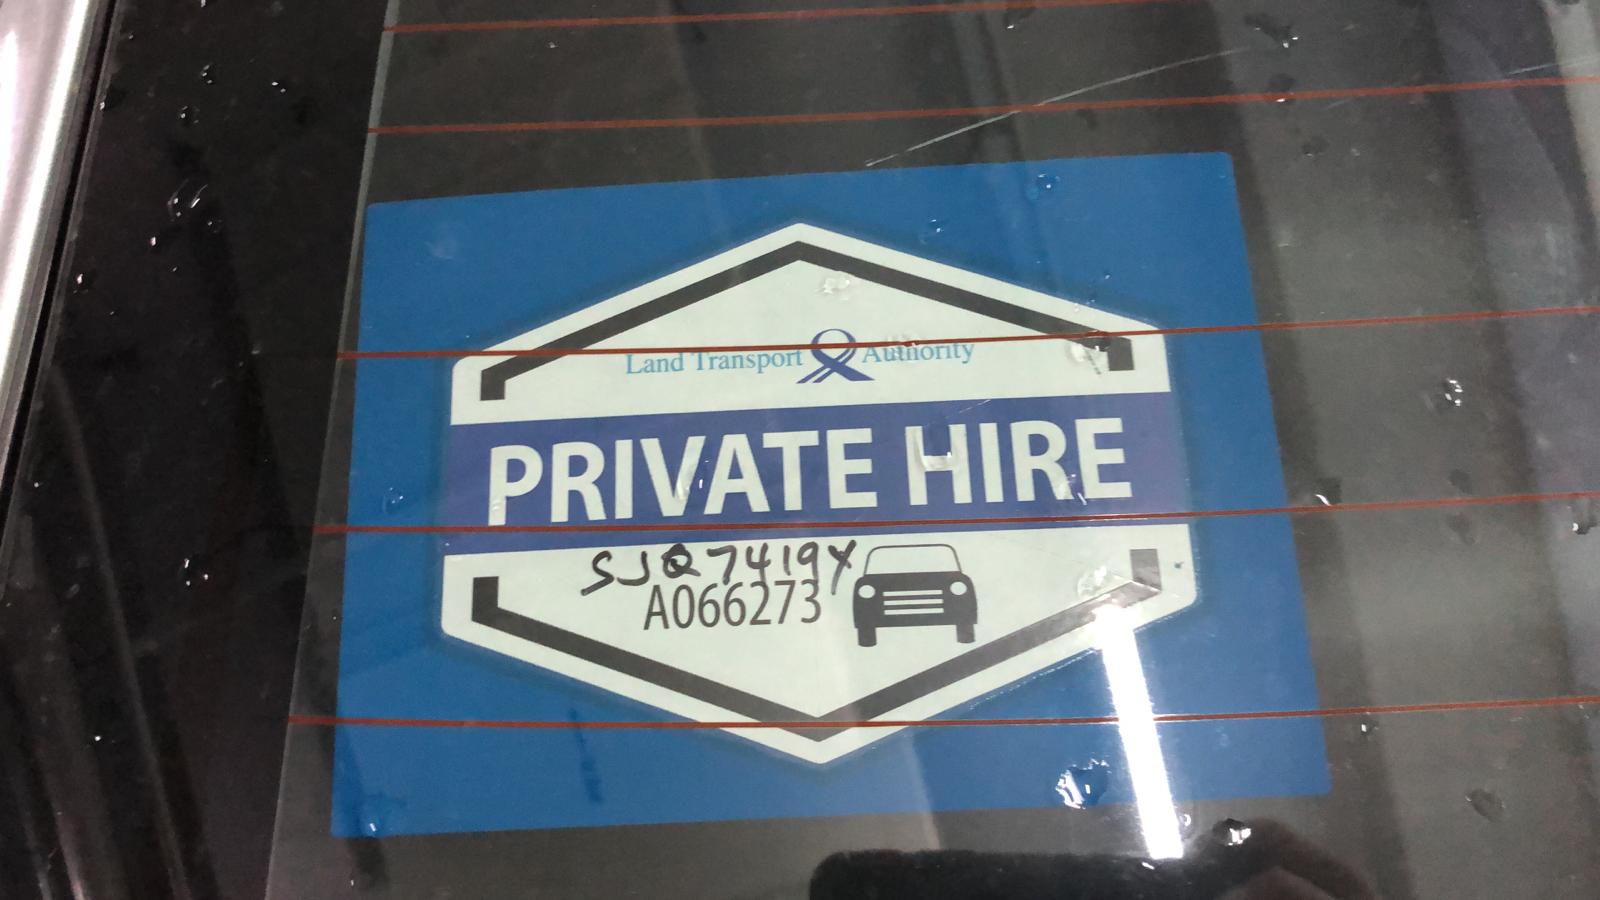 Land Transport Authority
PRIVATE HIRE
SJQ7419Y
A066273